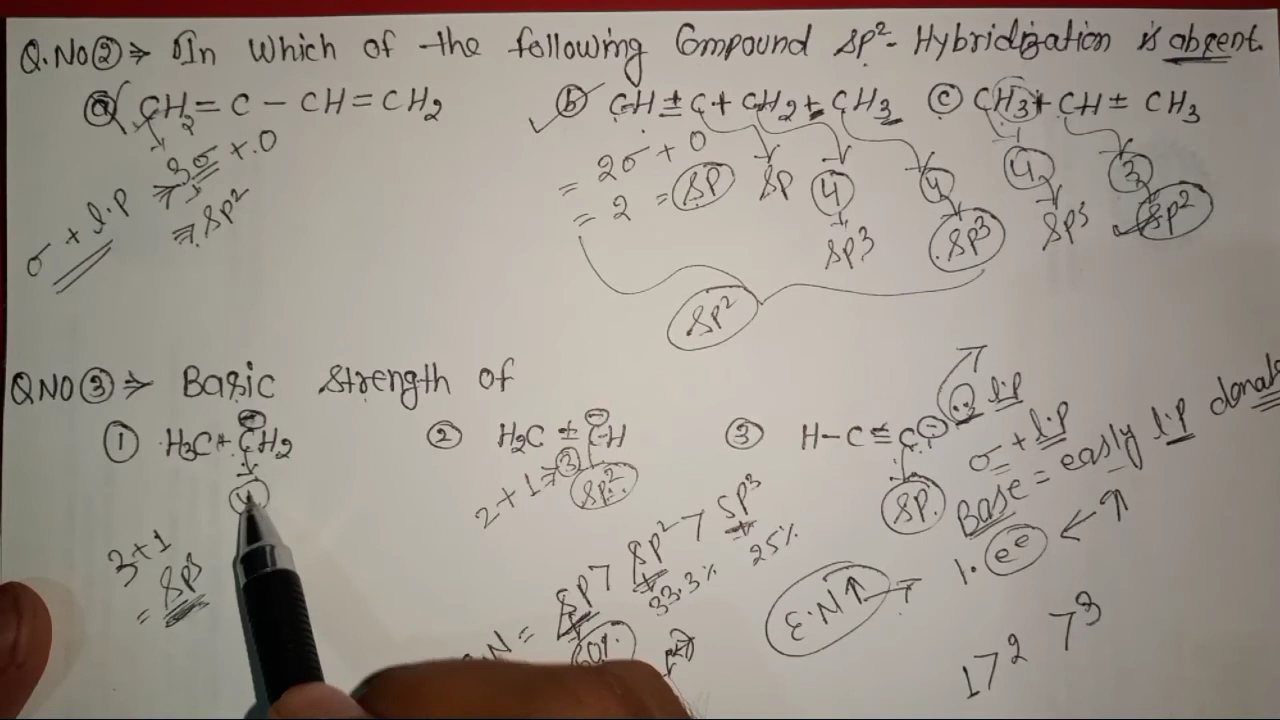 Q.NO② ⇒ In Which of the following Compound sp²-Hybridization is absent.
ⓐ CH₂ = C - CH = CH₂
ⓑ CH ≡ C + CH₂ + CH₃
ⓒ CH₃ + CH = CH₃
⇒ 3σ + 0
⇒ 3
⇒ sp²
σ + l.p
= 2σ + 0
= 2 = sp
sp
4
sp3
4
sp3
4
sp3
3
sp²
sp²
QNO③ ⇒ Basic Strength of
① H₃C + CH₂
② H₂C = CH
③ H-C ≡ C
l.p
4
3+1
= sp3
2+1 ⇒ 3
sp²
sp
σ + l.p
Base = easly l.p donate
sp > sp² > sp³
33.3%
25%
E.N↑ → 1.
1 > 2 > 3